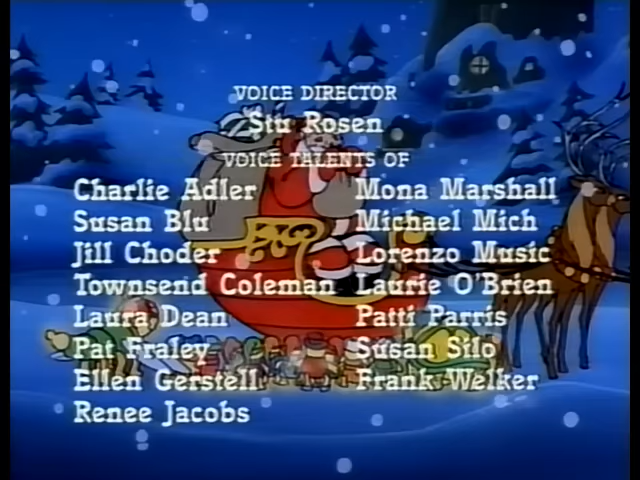 VOICE DIRECTOR
Stu Rosen
VOICE TALENTS OF
Charlie Adler
Susan Blu
Jill Choder
Townsend Coleman
Laura Dean
Pat Fraley
Ellen Gerstell
Renee Jacobs
Mona Marshall
Michael Mich
Lorenzo Music
Laurie O'Brien
Patti Parris
Susan Silo
Frank Welker